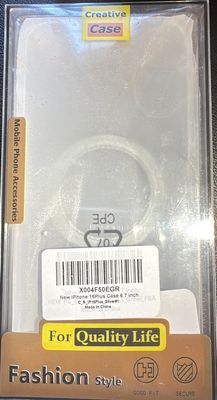 Creative
Case
Mobile Phone Accessories
CPE
07
X004F50EGR
New iPhone 16Plus Case 6.7 inch
Made in China
For Quality Life
Fashion Style
GOOD FIT
SECURE